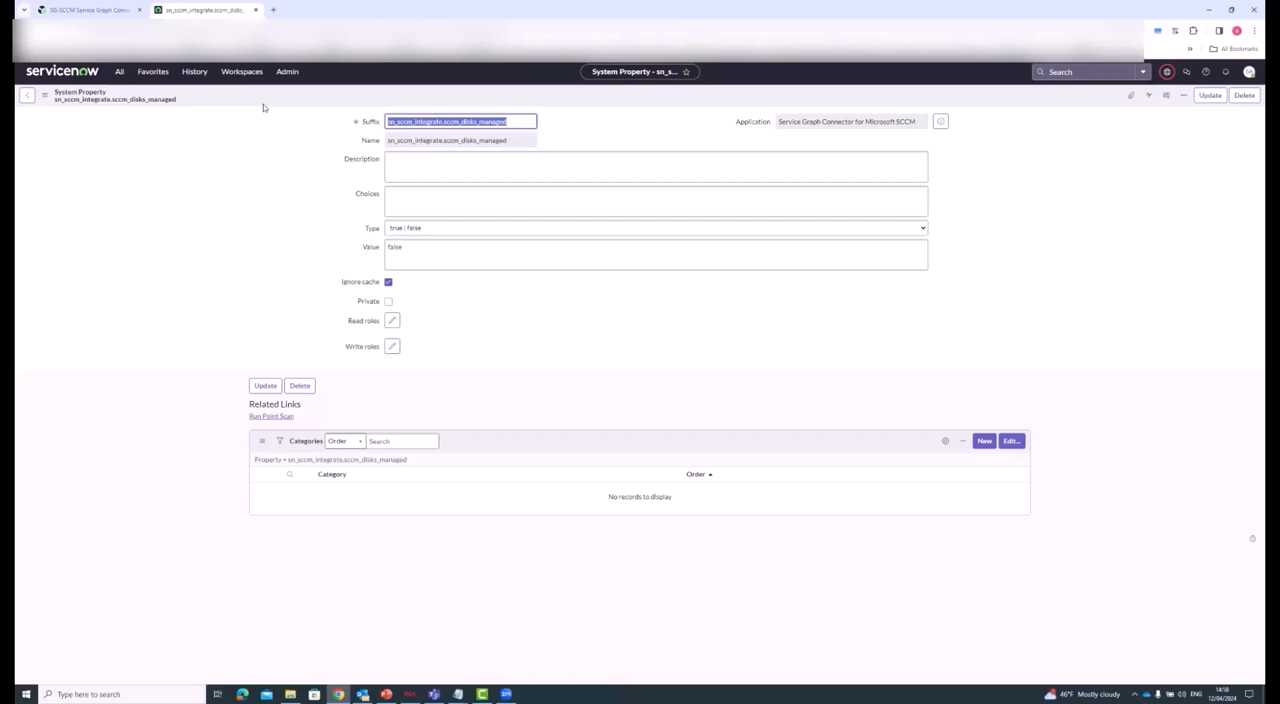 SG-SCCM Service Graph Conn
sn_sccm_integrate.sccm_disks
All Bookmarks
servicenow All Favorites History Workspaces Admin System Property - sn_s... Search
System Property
sn_sccm_integrate.sccm_disks_managed
Update Delete
Suffix sn_sccm_integrate.sccm_disks_managed
Application Service Graph Connector for Microsoft SCCM
Name sn_sccm_integrate.sccm_disks_managed
Description
Choices
Type true | false
Value false
Ignore cache
Private
Read roles
Write roles
Update Delete
Related Links
Run Point Scan
Categories Order Search New Edit...
Property = sn_sccm_integrate.sccm_disks_managed
Category Order
No records to display
Type here to search
46°F Mostly cloudy ENG 14:58
12/04/2024